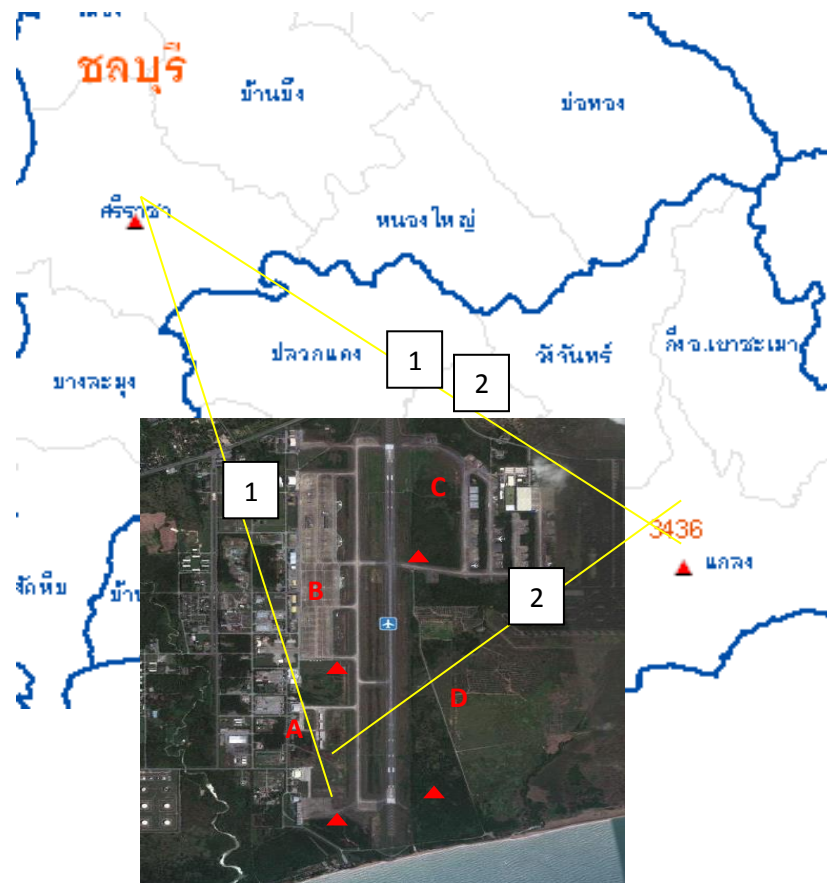 ชลบุรี
บ้านบึง
บ่อทอง
ศรีราชา
หนองใหญ่
ปลวกแดง
1
2
วังจันทร์
กิ่งอ.เขาชะเมา
บางละมุง
1
C
3436
แกลง
2
B
D
A